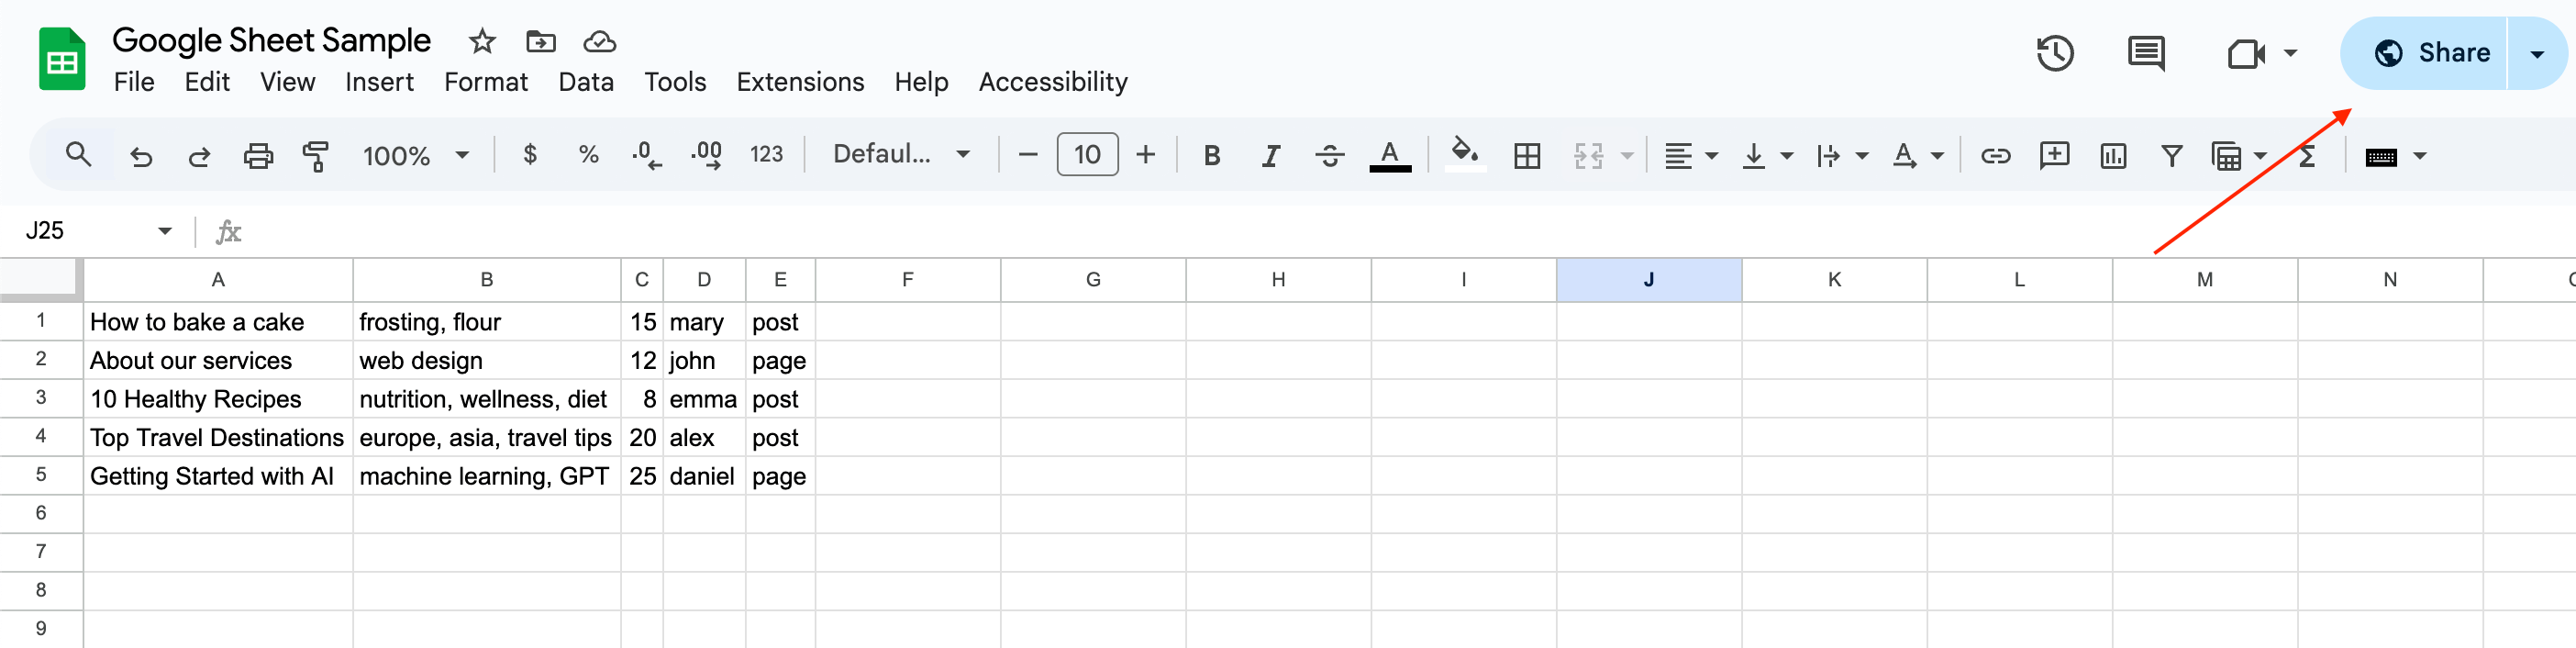 Google Sheet Sample
File Edit View Insert Format Data Tools Extensions Help Accessibility
Share
100% $ % .0 .00 123 Defaul... 10 B I A A Σ
J25 fx
A B C D E F G H I J K L M N
1 How to bake a cake frosting, flour 15 mary post
2 About our services web design 12 john page
3 10 Healthy Recipes nutrition, wellness, diet 8 emma post
4 Top Travel Destinations europe, asia, travel tips 20 alex post
5 Getting Started with AI machine learning, GPT 25 daniel page
6
7
8
9